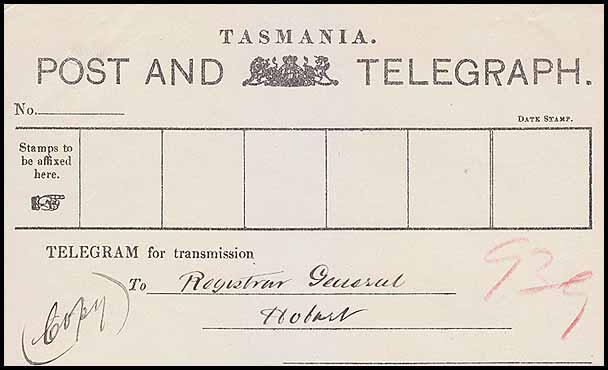 TASMANIA.
POST AND TELEGRAPH.
No.
DATE STAMP.
Stamps to
be affixed
here.
TELEGRAM for transmission
929
To Registrar General
Hobart
(Copy)